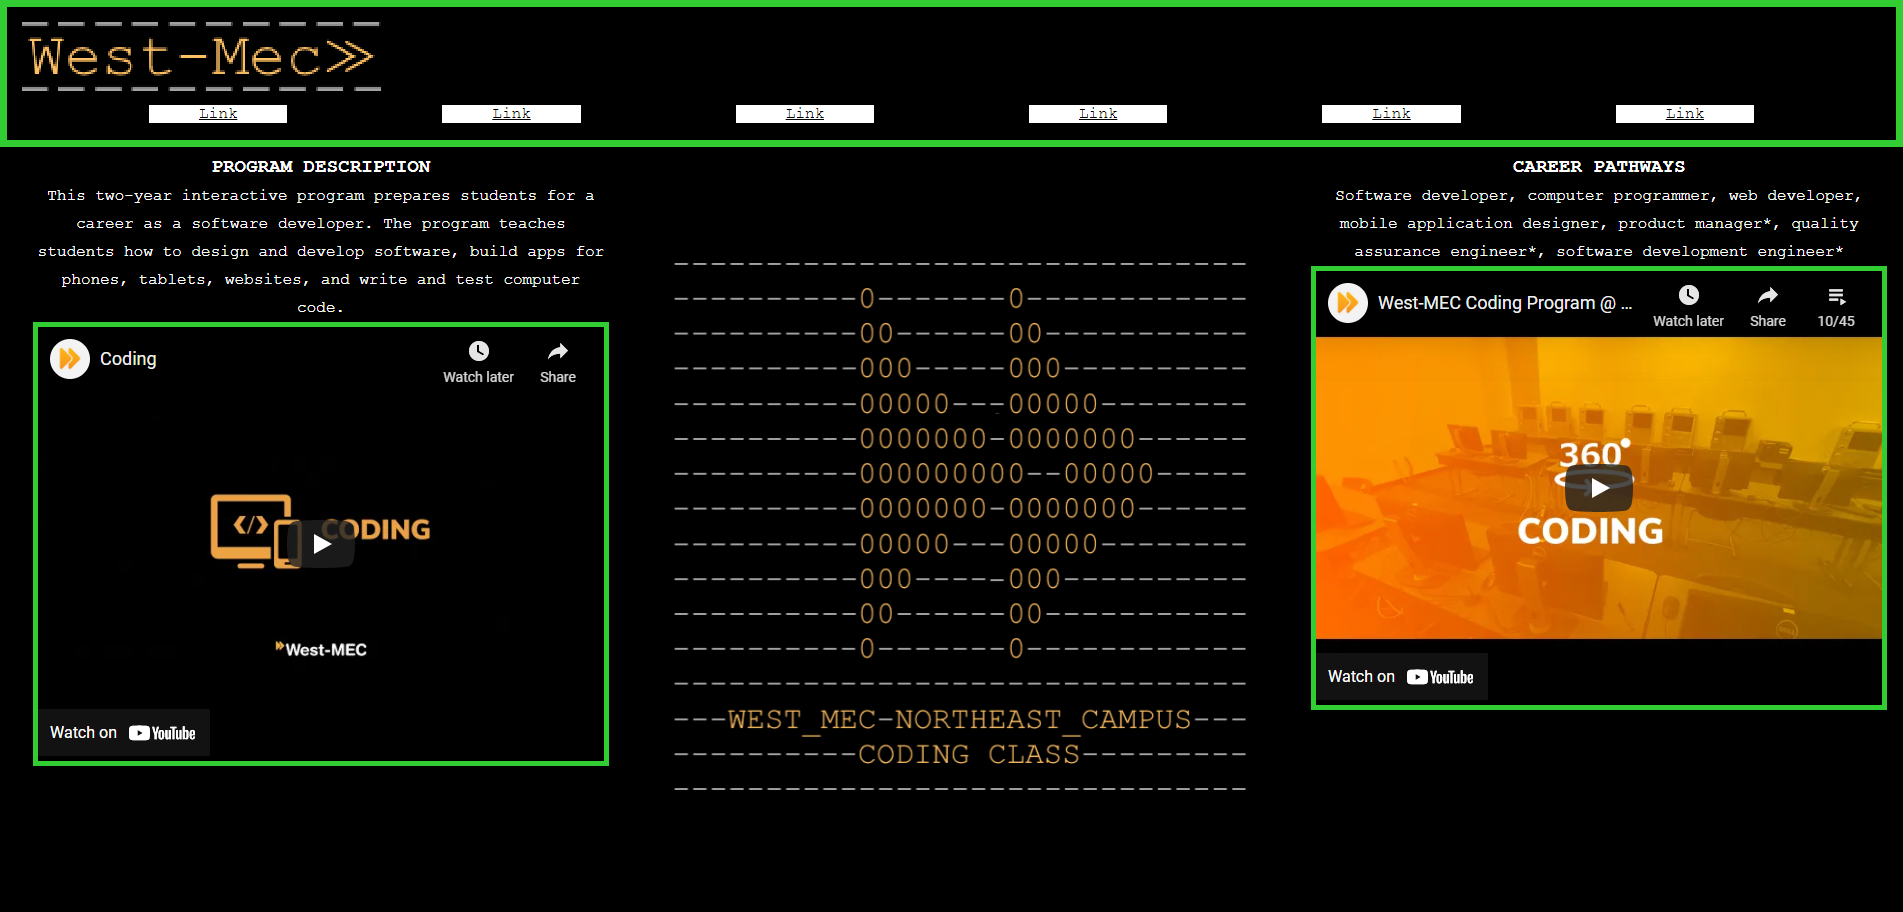 West-Mec>>
Link Link Link Link Link Link
PROGRAM DESCRIPTION
This two-year interactive program prepares students for a
career as a software developer. The program teaches
students how to design and develop software, build apps for
phones, tablets, websites, and write and test computer
code.
Coding
Watch later Share
</> CODING
West-MEC
Watch on YouTube
------------------------------
----------0-------0------------
----------00------00-----------
----------000-----000----------
----------00000---00000--------
----------0000000-0000000------
----------000000000--00000-----
----------0000000-0000000------
----------00000---00000--------
----------000-----000----------
----------00------00-----------
----------0-------0------------
------------------------------
---WEST_MEC-NORTHEAST_CAMPUS---
----------CODING CLASS---------
------------------------------
CAREER PATHWAYS
Software developer, computer programmer, web developer,
mobile application designer, product manager*, quality
assurance engineer*, software development engineer*
West-MEC Coding Program @ ...
Watch later Share 10/45
360°
CODING
DELL
Watch on YouTube